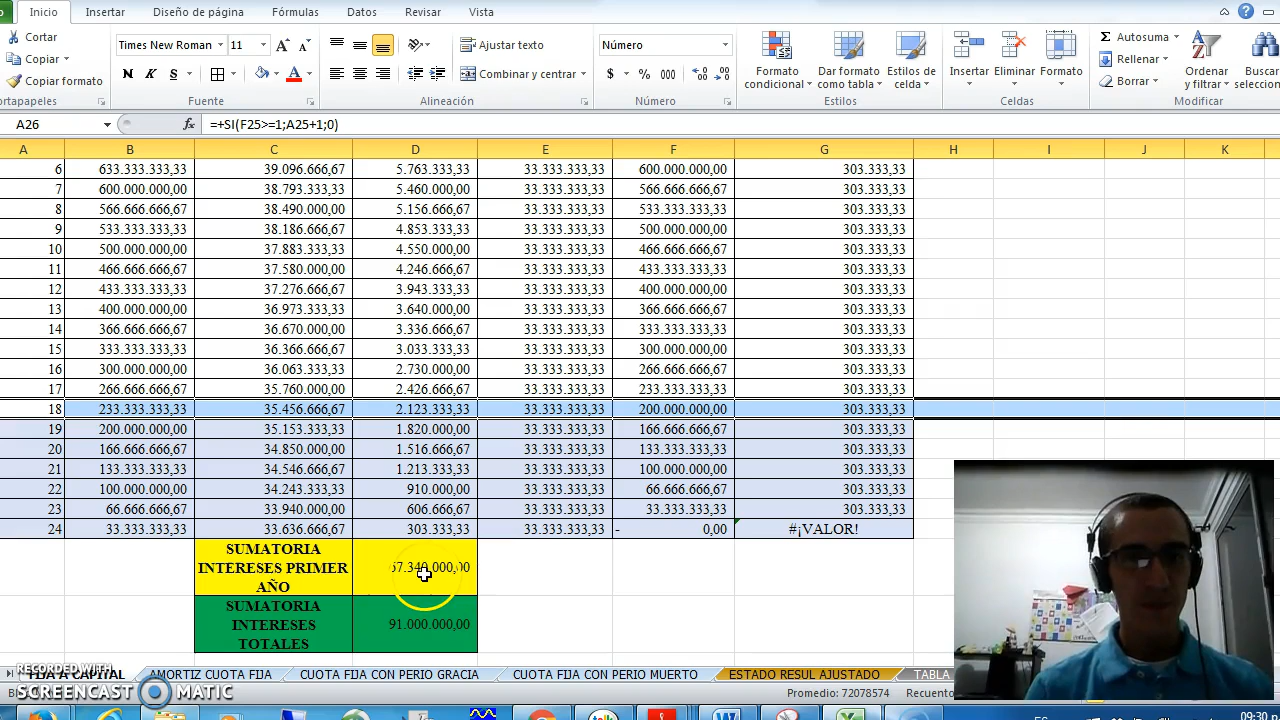 Inicio Insertar Diseño de página Fórmulas Datos Revisar Vista
Cortar
Copiar
Copiar formato
Times New Roman 11
N K S
Ajustar texto
Combinar y centrar
Número
$ % 000
Formato condicional
Dar formato como tabla
Estilos de celda
Insertar Eliminar Formato
Σ Autosuma
Rellenar
Borrar
Ordenar y filtrar
Buscar
ortapapeles Fuente Alineación Número Estilos Celdas Modificar
A26 fx =+SI(F25>=1;A25+1;0)
A B C D E F G H I J K
6 633.333.333,33 39.096.666,67 5.763.333,33 33.333.333,33 600.000.000,00 303.333,33
7 600.000.000,00 38.793.333,33 5.460.000,00 33.333.333,33 566.666.666,67 303.333,33
8 566.666.666,67 38.490.000,00 5.156.666,67 33.333.333,33 533.333.333,33 303.333,33
9 533.333.333,33 38.186.666,67 4.853.333,33 33.333.333,33 500.000.000,00 303.333,33
10 500.000.000,00 37.883.333,33 4.550.000,00 33.333.333,33 466.666.666,67 303.333,33
11 466.666.666,67 37.580.000,00 4.246.666,67 33.333.333,33 433.333.333,33 303.333,33
12 433.333.333,33 37.276.666,67 3.943.333,33 33.333.333,33 400.000.000,00 303.333,33
13 400.000.000,00 36.973.333,33 3.640.000,00 33.333.333,33 366.666.666,67 303.333,33
14 366.666.666,67 36.670.000,00 3.336.666,67 33.333.333,33 333.333.333,33 303.333,33
15 333.333.333,33 36.366.666,67 3.033.333,33 33.333.333,33 300.000.000,00 303.333,33
16 300.000.000,00 36.063.333,33 2.730.000,00 33.333.333,33 266.666.666,67 303.333,33
17 266.666.666,67 35.760.000,00 2.426.666,67 33.333.333,33 233.333.333,33 303.333,33
18 233.333.333,33 35.456.666,67 2.123.333,33 33.333.333,33 200.000.000,00 303.333,33
19 200.000.000,00 35.153.333,33 1.820.000,00 33.333.333,33 166.666.666,67 303.333,33
20 166.666.666,67 34.850.000,00 1.516.666,67 33.333.333,33 133.333.333,33 303.333,33
21 133.333.333,33 34.546.666,67 1.213.333,33 33.333.333,33 100.000.000,00 303.333,33
22 100.000.000,00 34.243.333,33 910.000,00 33.333.333,33 66.666.666,67 303.333,33
23 66.666.666,67 33.940.000,00 606.666,67 33.333.333,33 33.333.333,33 303.333,33
24 33.333.333,33 33.636.666,67 303.333,33 33.333.333,33 - 0,00 #¡VALOR!
SUMATORIA
INTERESES PRIMER
AÑO
SUMATORIA
INTERESES
TOTALES
91.000.000,00
FIJA A CAPITAL AMORTIZ CUOTA FIJA CUOTA FIJA CON PERIO GRACIA CUOTA FIJA CON PERIO MUERTO ESTADO RESUL AJUSTADO TABLA
RECORDED WITH
SCREENCAST MATIC
Promedio: 72078574 Recuento
ES 09:30